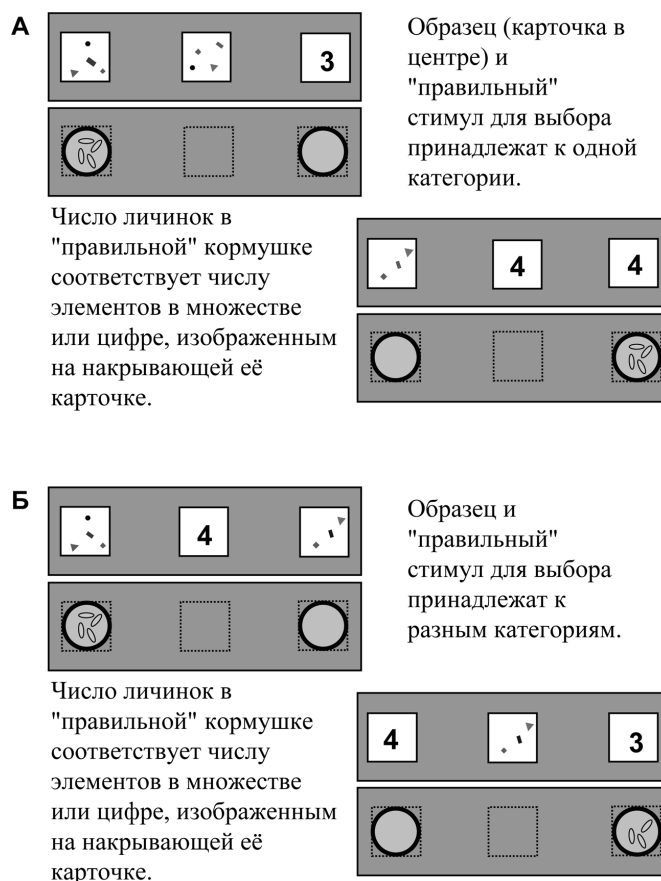 А
3
Образец (карточка в
центре) и
"правильный"
стимул для выбора
принадлежат к одной
категории.
Число личинок в
"правильной" кормушке
соответствует числу
элементов в множестве
или цифре, изображенным
на накрывающей её
карточке.
4 4
Б
4
Образец и
"правильный"
стимул для выбора
принадлежат к
разным категориям.
Число личинок в
"правильной" кормушке
соответствует числу
элементов в множестве
или цифре, изображенным
на накрывающей её
карточке.
4 3